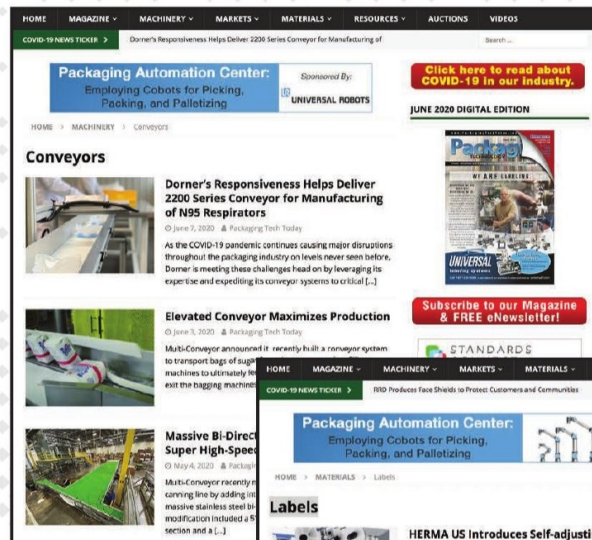 HOME MAGAZINE MACHINERY MARKETS MATERIALS RESOURCES AUCTIONS VIDEOS
COVID-19 NEWS TICKER > Dorner's Responsiveness Helps Deliver 2200 Series Conveyor for Manufacturing of
Search ...
Packaging Automation Center:
Employing Cobots for Picking,
Packing, and Palletizing
Sponsored By:
UNIVERSAL ROBOTS
Click here to read about
COVID-19 in our industry.
HOME > MACHINERY > Conveyors
JUNE 2020 DIGITAL EDITION
Packag
WE ARE
UNIVERSAL
labeling systems
Conveyors
Dorner's Responsiveness Helps Deliver
2200 Series Conveyor for Manufacturing
of N95 Respirators
June 7, 2020 Packaging Tech Today
As the COVID-19 pandemic continues causing major disruptions
throughout the packaging industry on levels never seen before,
Dorner is meeting these challenges head on by leveraging its
expertise and expediting its conveyor systems to critical [...]
Subscribe to our Magazine
& FREE eNewsletter!
STANDARDS
Elevated Conveyor Maximizes Production
June 3, 2020 Packaging Tech Today
Multi-Conveyor announced it recently built a conveyor system
to transport bags of
machines to ultimately
exit the bagging machine
Massive Bi-Direct
Super High-Speed
May 4, 2020
Multi-Conveyor recently
canning line by adding
massive stainless steel bi-
modification included a
section and a [...]
HOME MAGAZINE MACHINERY MARKETS MATERIALS
COVID-19 NEWS TICKER > RRD Produces Face Shields to Protect Customers and Communities
Packaging Automation Center:
Employing Cobots for Picking,
Packing, and Palletizing
HOME > MATERIALS > Labels
Labels
HERMA US Introduces Self-adjusti